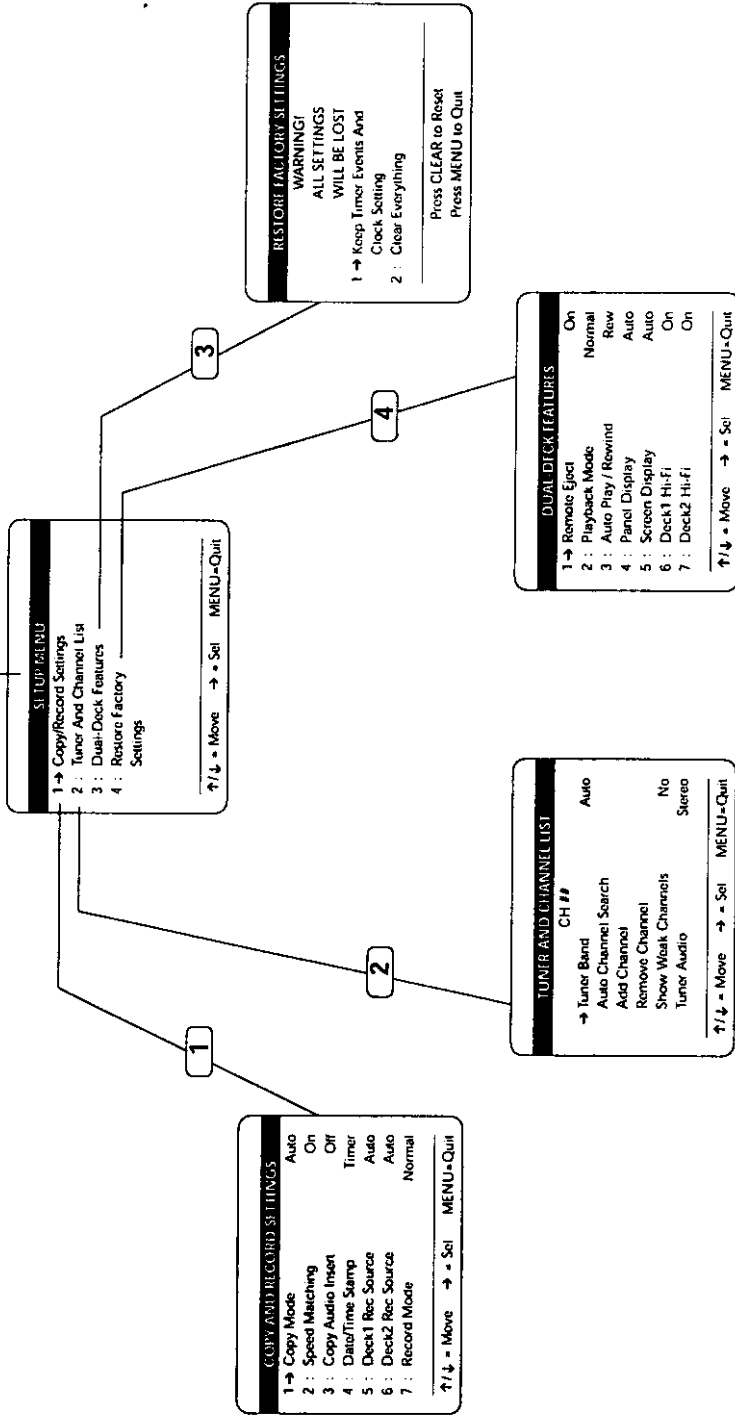 SETUP MENU
1 → Copy/Record Settings
2 : Tuner And Channel List
3 : Dual-Deck Features
4 : Restore Factory
Settings
↑/↓ = Move → = Sel MENU=Quit
1
2
3
4
COPY AND RECORD SETTINGS
1 → Copy Mode Auto
2 : Speed Matching On
3 : Copy Audio Insert Off
4 : Date/Time Stamp Timer
5 : Deck1 Rec Source Auto
6 : Deck2 Rec Source Auto
7 : Record Mode Normal
↑/↓ = Move → = Sel MENU=Quit
TUNER AND CHANNEL LIST
CH ##
→ Tuner Band Auto
Auto Channel Search
Add Channel
Remove Channel
Show Weak Channels No
Tuner Audio Stereo
↑/↓ = Move → = Sel MENU=Quit
DUAL-DECK FEATURES
1 → Remote Eject On
2 : Playback Mode Normal
3 : Auto Play / Rewind Rew
4 : Panel Display Auto
5 : Screen Display Auto
6 : Deck1 Hi-Fi On
7 : Deck2 Hi-Fi On
↑/↓ = Move → = Sel MENU=Quit
RESTORE FACTORY SETTINGS
WARNING!
ALL SETTINGS
WILL BE LOST
1 → Keep Timer Events And
Clock Setting
2 : Clear Everything
Press CLEAR to Reset
Press MENU to Quit